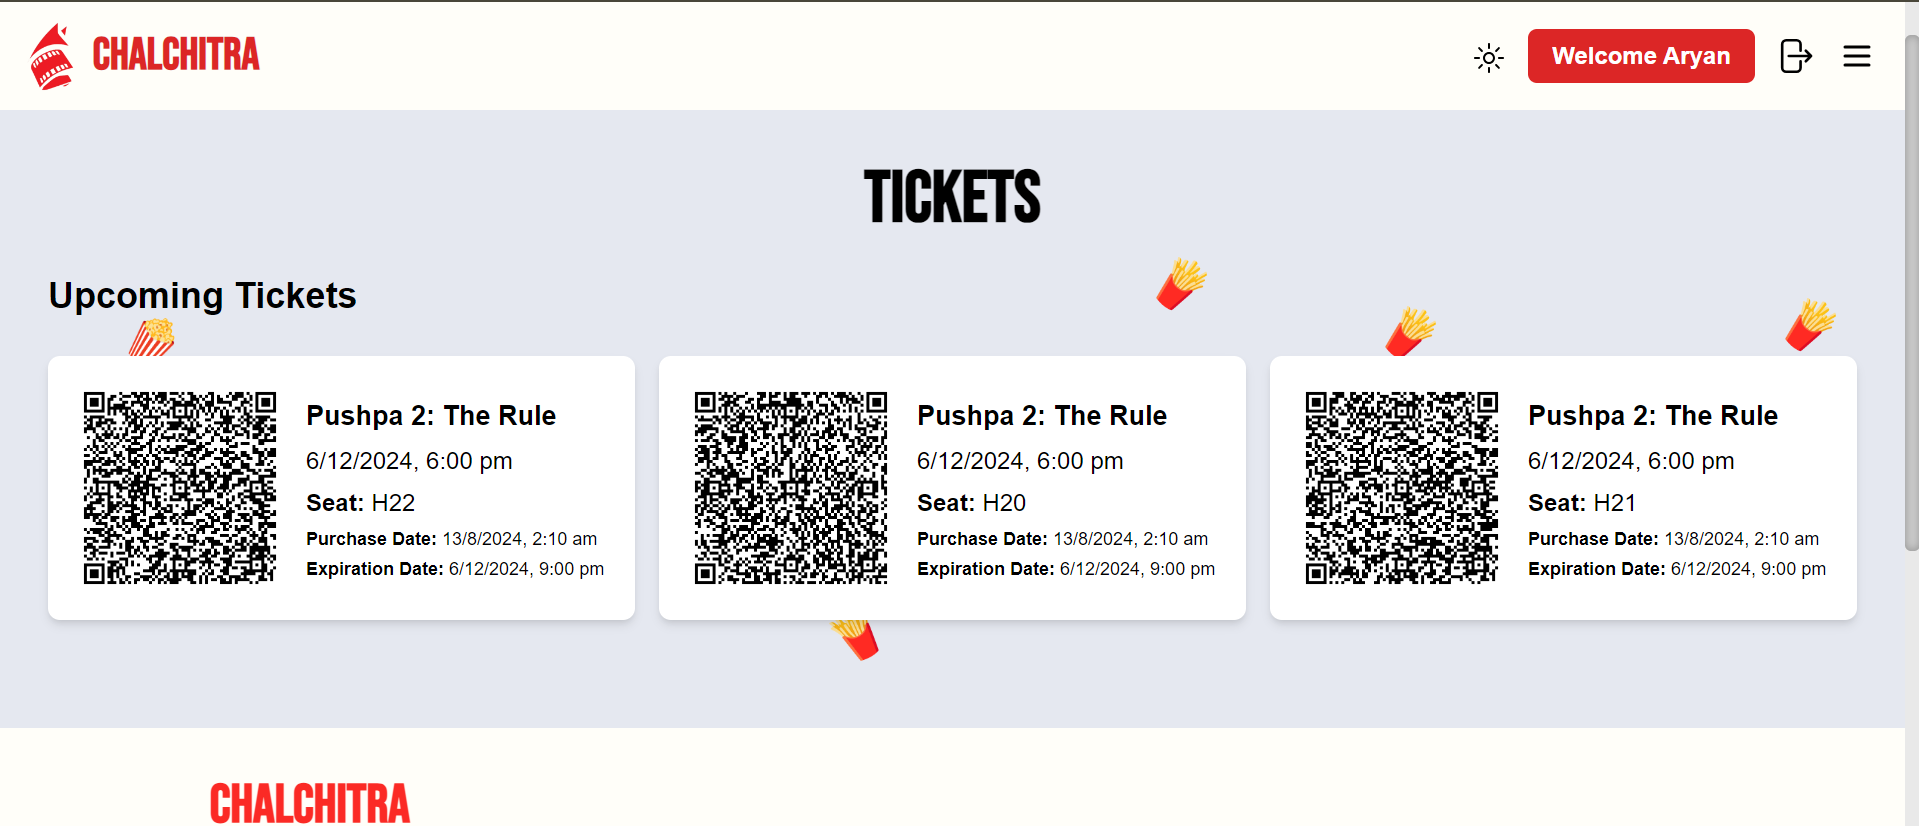 CHALCHITRA
Welcome Aryan
TICKETS
Upcoming Tickets
Pushpa 2: The Rule
6/12/2024, 6:00 pm
Seat: H22
Purchase Date: 13/8/2024, 2:10 am
Expiration Date: 6/12/2024, 9:00 pm
Pushpa 2: The Rule
6/12/2024, 6:00 pm
Seat: H20
Purchase Date: 13/8/2024, 2:10 am
Expiration Date: 6/12/2024, 9:00 pm
Pushpa 2: The Rule
6/12/2024, 6:00 pm
Seat: H21
Purchase Date: 13/8/2024, 2:10 am
Expiration Date: 6/12/2024, 9:00 pm
CHALCHITRA